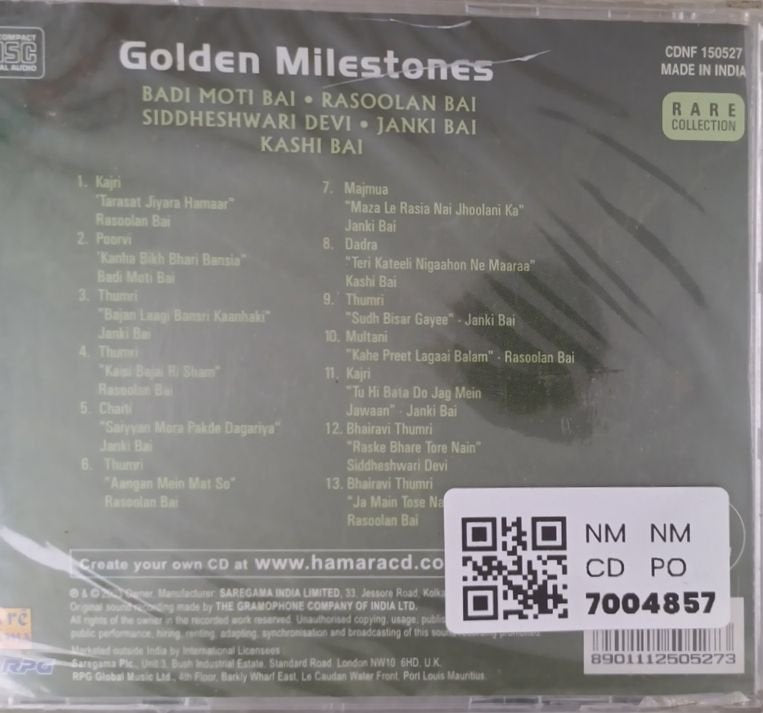 COMPACT
DISC
DIGITAL AUDIO
Golden Milestones
CDNF 150527
MADE IN INDIA
BADI MOTI BAI • RASOOLAN BAI
SIDDHESHWARI DEVI • JANKI BAI
KASHI BAI
RARE
COLLECTION
1. Kajri
"Tarasat Jiyara Hamaar"
Rasoolan Bai
2. Poorvi
"Kanha Bikh Bhari Bansia"
Badi Moti Bai
3. Thumri
"Bajan Laagi Bansri Kaanhaki"
Janki Bai
4. Thumri
"Kaisi Bajai Ri Sham"
Rasoolan Bai
5. Chaiti
"Saiyyan Mora Pakde Dagariya"
Janki Bai
6. Thumri
"Aangan Mein Mat So"
Rasoolan Bai
7. Majmua
"Maza Le Rasia Nai Jhoolani Ka"
Janki Bai
8. Dadra
"Teri Kateeli Nigaahon Ne Maaraa"
Kashi Bai
9. Thumri
"Sudh Bisar Gayee" - Janki Bai
10. Multani
"Kahe Preet Lagaai Balam" - Rasoolan Bai
11. Kajri
"Tu Hi Bata Do Jag Mein
Jawaan" - Janki Bai
12. Bhairavi Thumri
"Raske Bhare Tore Nain"
Siddheshwari Devi
13. Bhairavi Thumri
"Ja Main Tose Na
Rasoolan Bai
NM NM
CD PO
7004857
Create your own CD at www.hamaracd.co
℗ & © Owner. Manufacturer: SAREGAMA INDIA LIMITED, 33, Jessore Road, Kolka
Original sound recording made by THE GRAMOPHONE COMPANY OF INDIA LTD.
All rights of the owner in the recorded work reserved. Unauthorised copying, usage, publi
public performance, hiring, renting, adapting, synchronisation and broadcasting of this sound recording prohibited.
Marketed outside India by International Licensees :
Saregama Plc., Unit 3, Bush Industrial Estate, Standard Road, London NW10 6HD, U.K.
RPG Global Music Ltd., 4th Floor, Barkly Wharf East, Le Caudan Water Front, Port Louis Mauritius.
RPG
8901112505273